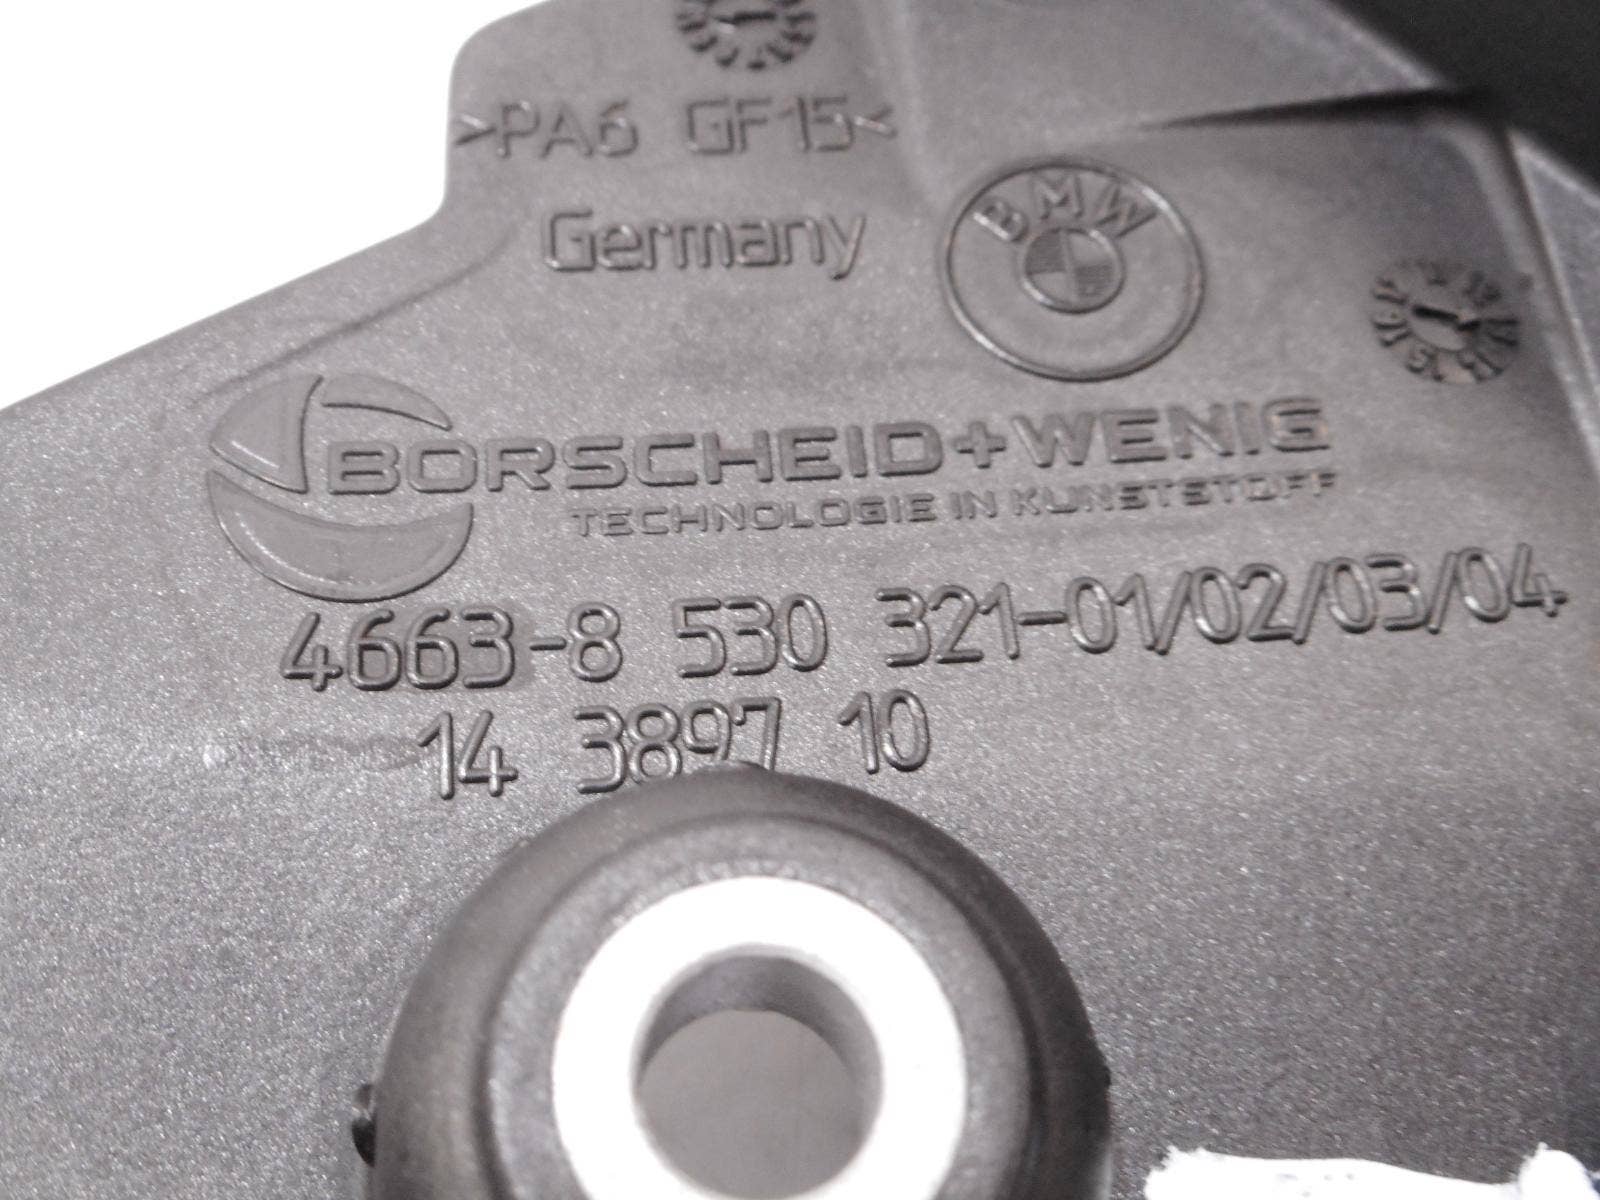 >PA6 GF15<
Germany
BMW
BORSCHEID+WENIG
TECHNOLOGIE IN KUNSTSTOFF
4663-8 530 321-01/02/03/04
14 3897 10